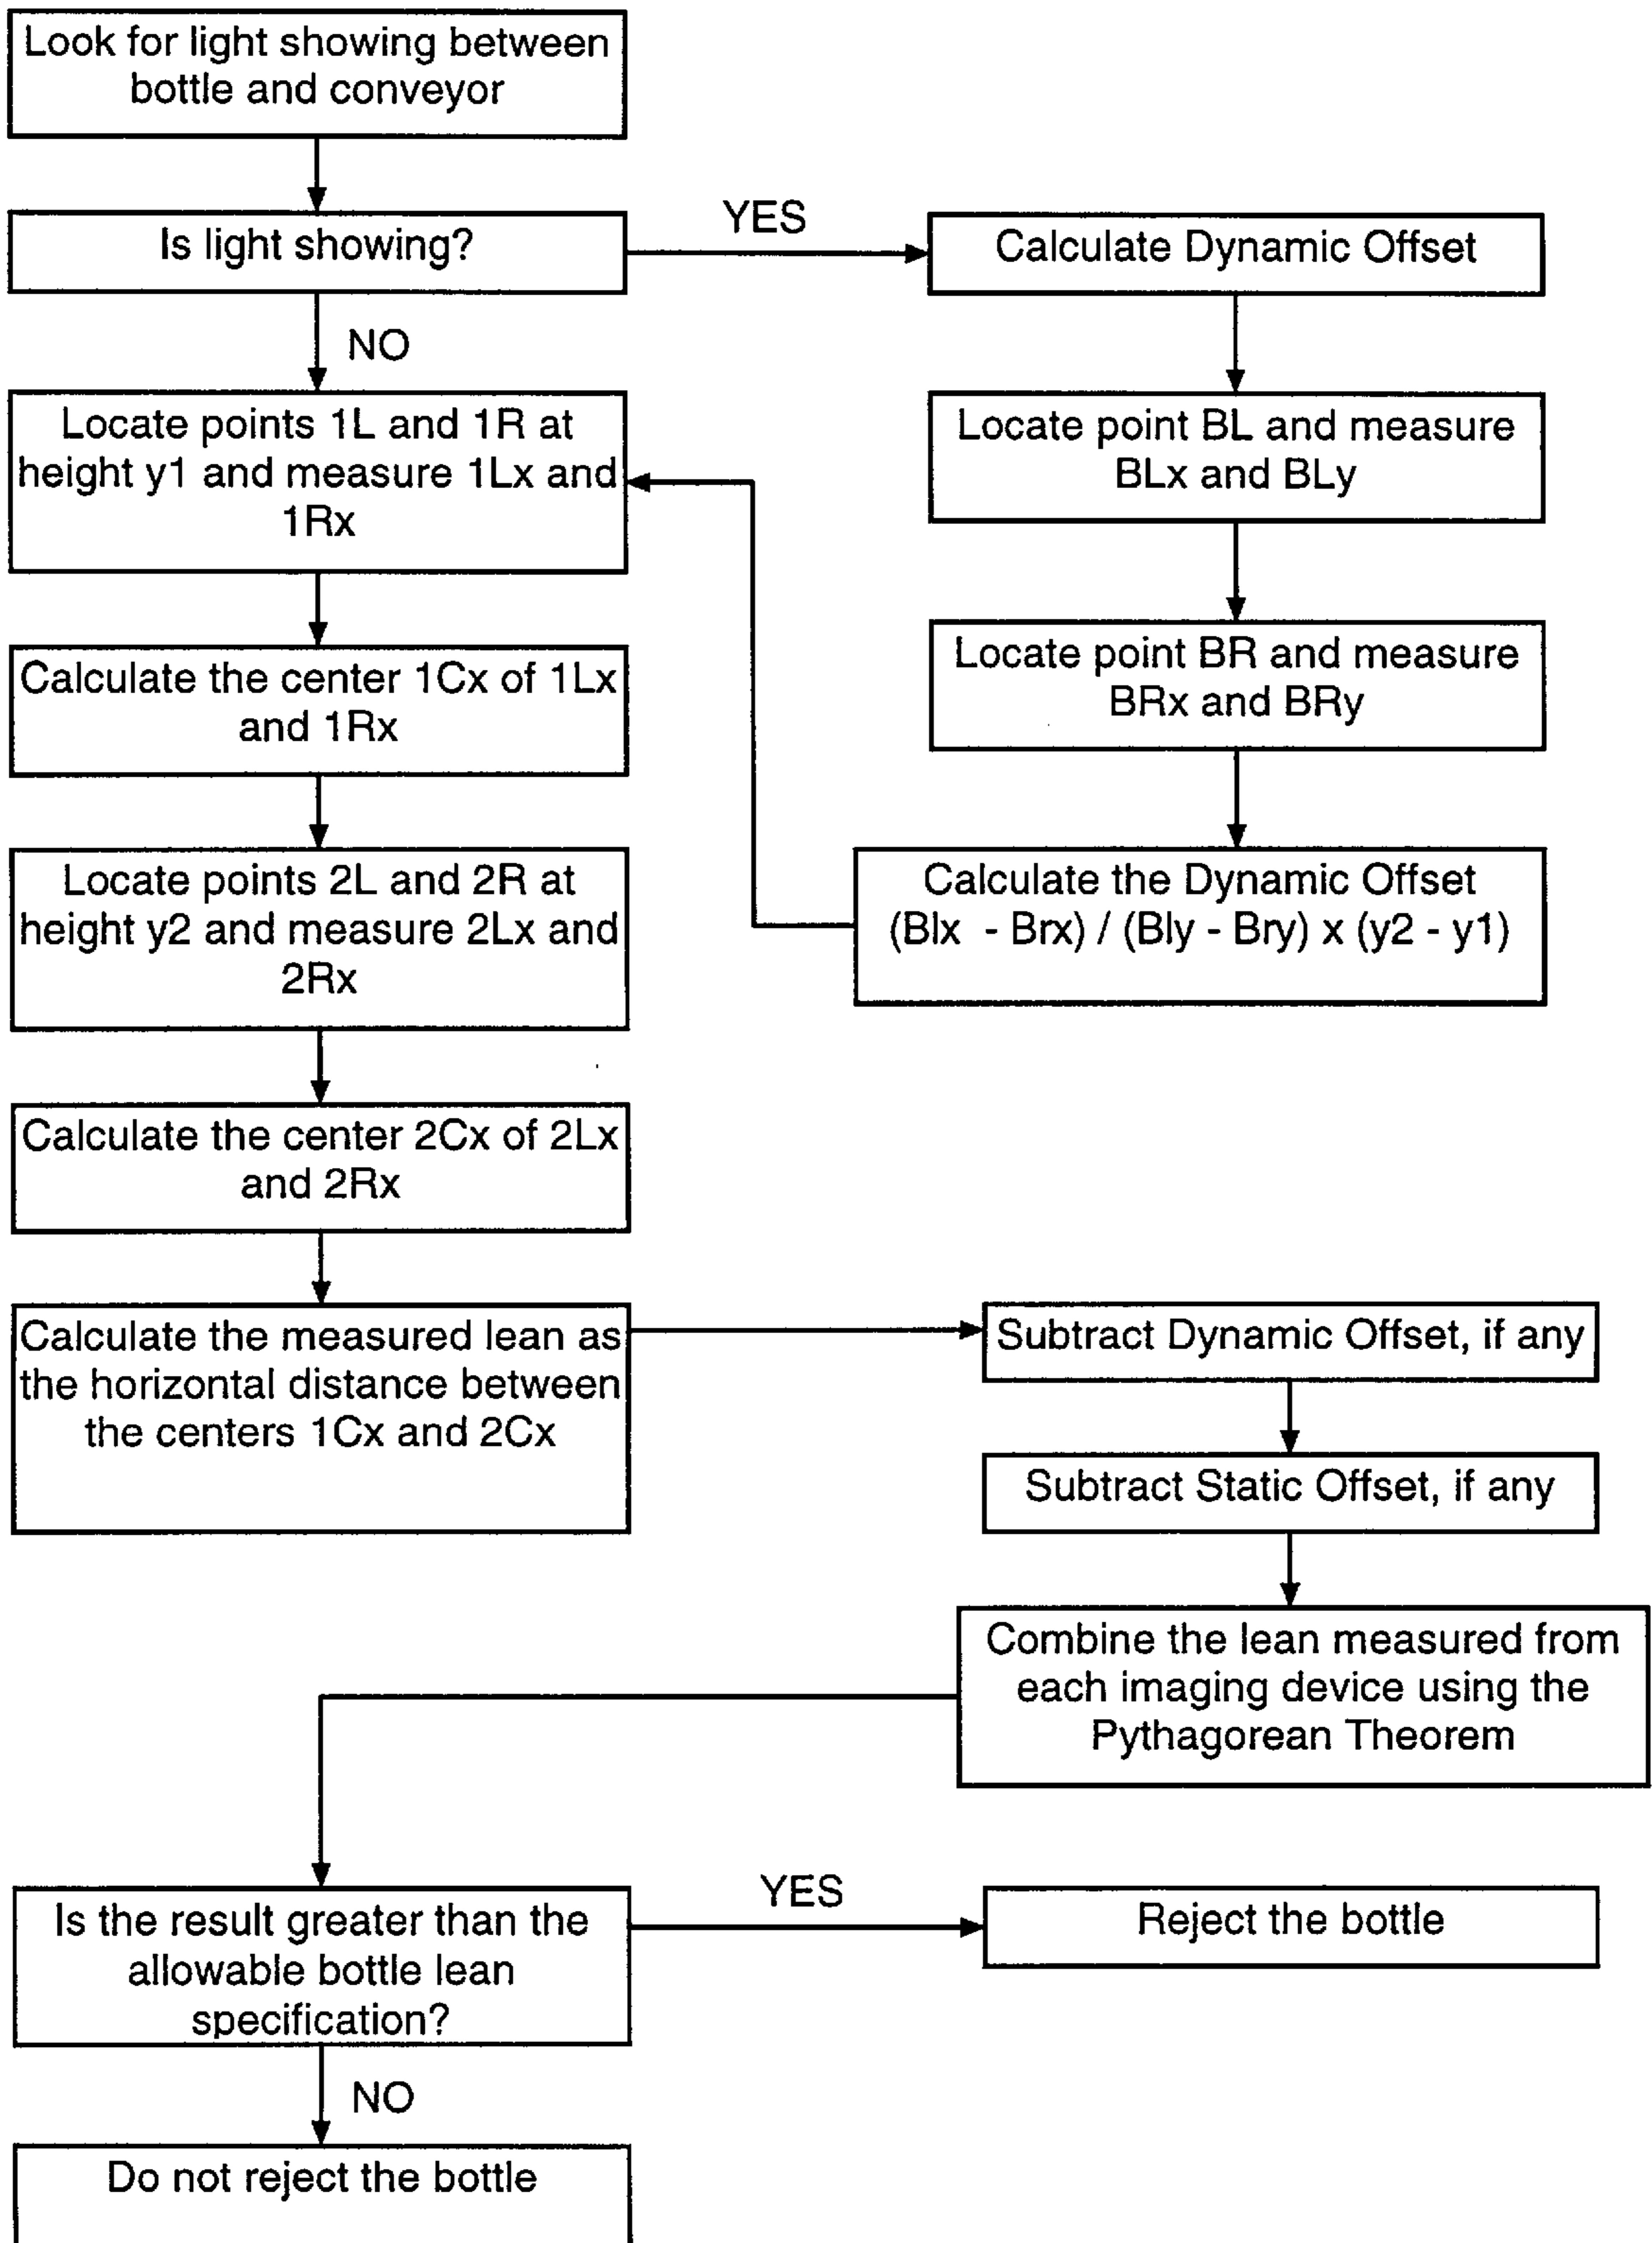 Look for light showing between
bottle and conveyor
Is light showing?
YES
Calculate Dynamic Offset
NO
Locate points 1L and 1R at
height y1 and measure 1Lx and
1Rx
Locate point BL and measure
BLx and BLy
Locate point BR and measure
BRx and BRy
Calculate the center 1Cx of 1Lx
and 1Rx
Locate points 2L and 2R at
height y2 and measure 2Lx and
2Rx
Calculate the Dynamic Offset
(Blx - Brx) / (Bly - Bry) x (y2 - y1)
Calculate the center 2Cx of 2Lx
and 2Rx
Calculate the measured lean as
the horizontal distance between
the centers 1Cx and 2Cx
Subtract Dynamic Offset, if any
Subtract Static Offset, if any
Combine the lean measured from
each imaging device using the
Pythagorean Theorem
Is the result greater than the
allowable bottle lean
specification?
YES
Reject the bottle
NO
Do not reject the bottle